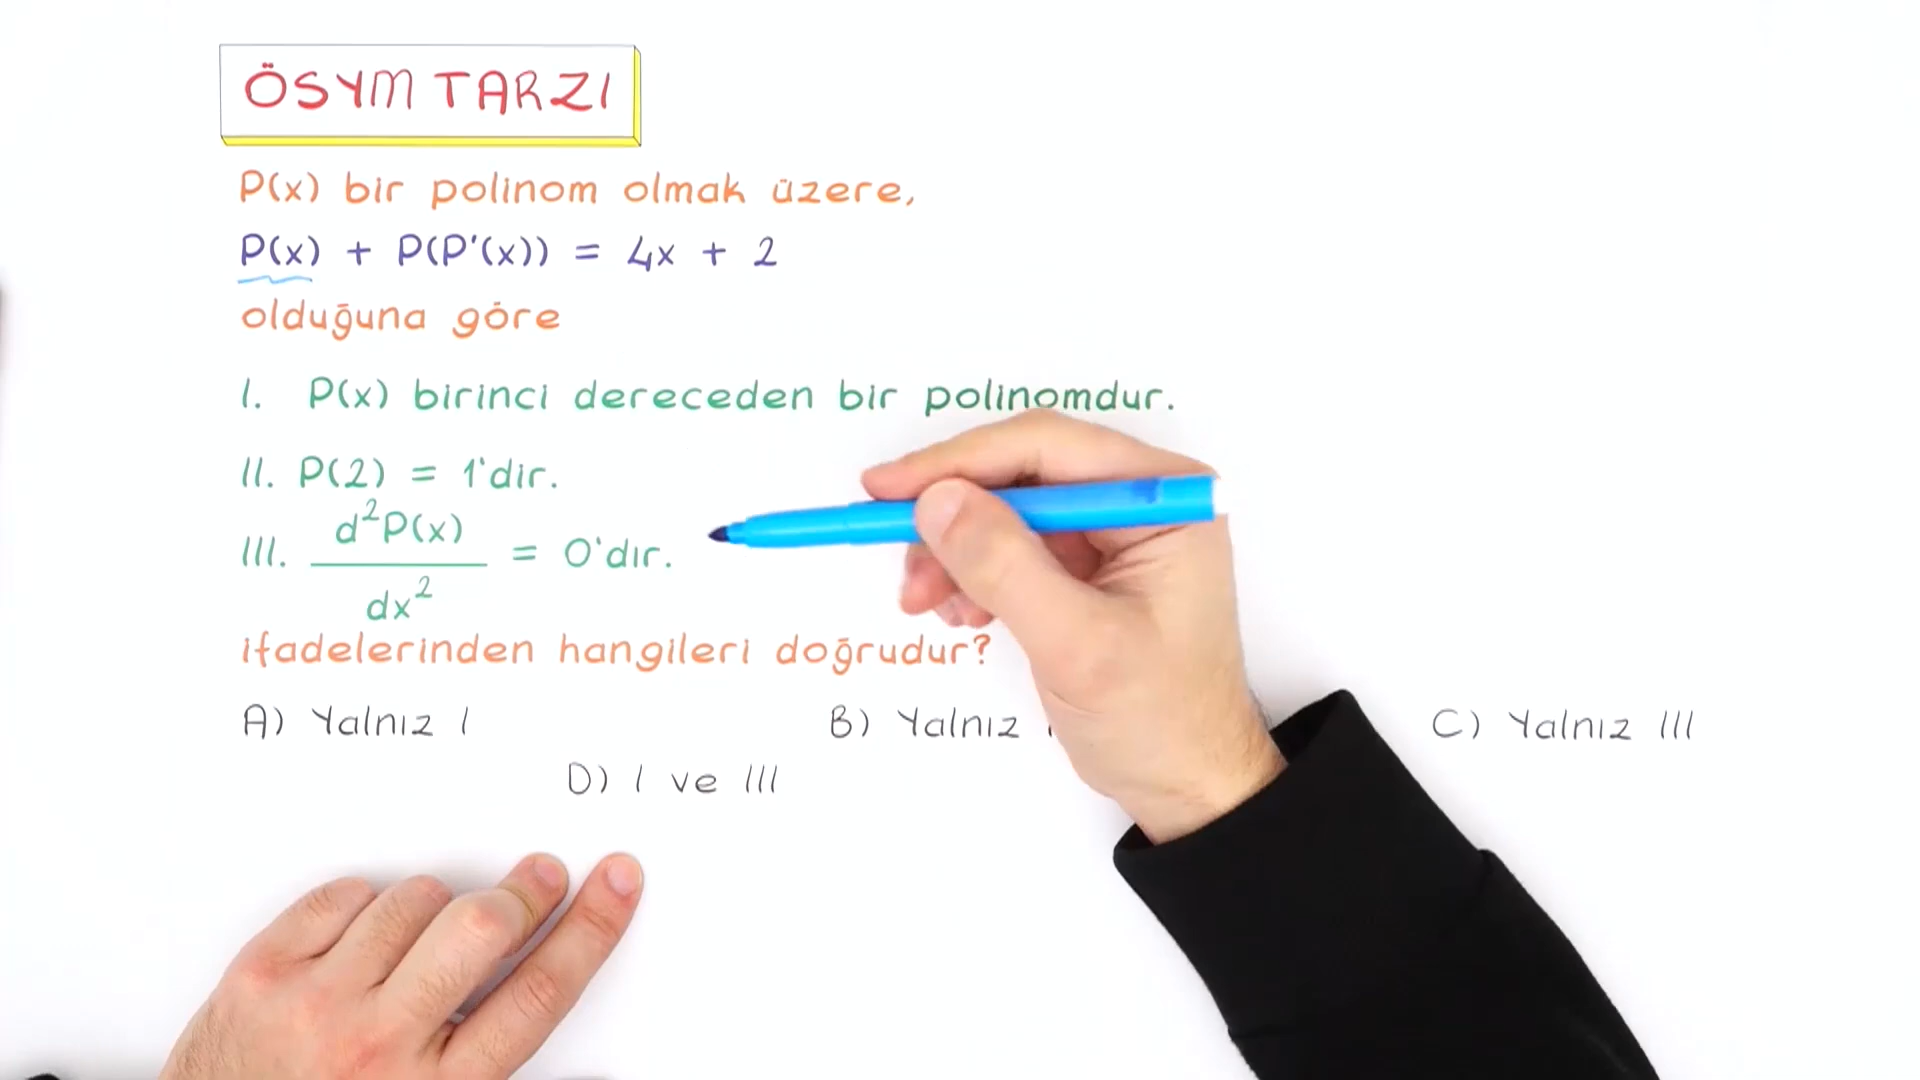 ÖSYM TARZI
P(x) bir polinom olmak üzere,
P(x) + P(P'(x)) = 4x + 2
olduğuna göre
I. P(x) birinci dereceden bir polinomdur.
II. P(2) = 1'dir.
III. d²P(x)/dx² = 0'dır.
ifadelerinden hangileri doğrudur?
A) Yalnız I B) Yalnız C) Yalnız III
D) I ve III